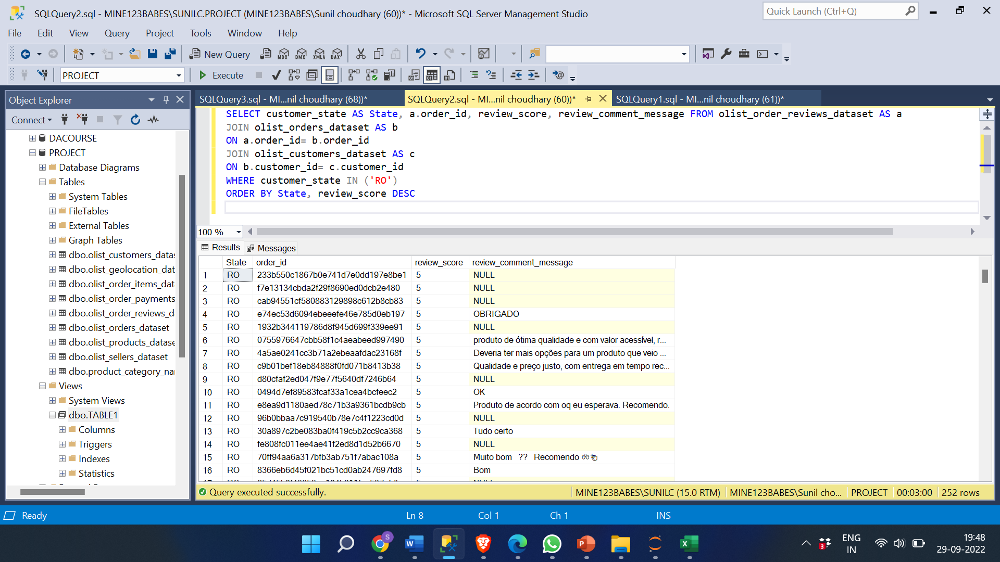 SQLQuery2.sql - MINE123BABES\SUNILC.PROJECT (MINE123BABES\Sunil choudhary (60))* - Microsoft SQL Server Management Studio
Quick Launch (Ctrl+Q)
File Edit View Query Project Tools Window Help
New Query MDX DMX XMLA DAX
PROJECT Execute
Object Explorer
SQLQuery3.sql - MI...nil choudhary (68))* SQLQuery2.sql - MI...nil choudhary (60))* SQLQuery1.sql - MI...nil choudhary (61))*
Connect
DACOURSE
PROJECT
Database Diagrams
Tables
System Tables
FileTables
External Tables
Graph Tables
dbo.olist_customers_datas
dbo.olist_geolocation_dat
dbo.olist_order_items_dat
dbo.olist_order_payments
dbo.olist_order_reviews_d
dbo.olist_orders_dataset
dbo.olist_products_datase
dbo.olist_sellers_dataset
dbo.product_category_na
Views
System Views
dbo.TABLE1
Columns
Triggers
Indexes
Statistics
SELECT customer_state AS State, a.order_id, review_score, review_comment_message FROM olist_order_reviews_dataset AS a
JOIN olist_orders_dataset AS b
ON a.order_id= b.order_id
JOIN olist_customers_dataset AS c
ON b.customer_id= c.customer_id
WHERE customer_state IN ('RO')
ORDER BY State, review_score DESC
100 %
Results Messages
State order_id review_score review_comment_message
1 RO 233b550c1867b0e741d7e0dd197e8be1 5 NULL
2 RO f7e13134cbda2f29f8690ed0dcb2e480 5 NULL
3 RO cab94551cf580883129898c612b8cb83 5 NULL
4 RO e74ec53d6094ebeeefe46e785d0eb197 5 OBRIGADO
5 RO 1932b344119786d8f945d699f339ee91 5 NULL
6 RO 0755976647cbb58f1c4aeabeed997490 5 produto de ótima qualidade e com valor acessível, r...
7 RO 4a5ae0241cc3b71a2ebeaafdac23168f 5 Deveria ter mais opções para um produto que veio ...
8 RO c9b01bef18eb84888f0fd071b8413b38 5 Qualidade e preço justo, com entrega em tempo rec...
9 RO d80cfaf2ed047f9e77f5640df7246b64 5 NULL
10 RO 0494d7ef89583fcaf33a1cea4bcfeec2 5 OK
11 RO e8ea9d1180aed78c71b3a9361bcdb9cb 5 Produto de acordo com oq eu esperava. Recomendo.
12 RO 96b0bbaa7c919540b78e7c4f1223cd0d 5 NULL
13 RO 30a897c2be083ba0f419c5b2cc9ca368 5 Tudo certo
14 RO fe808fc011ee4ae41f2ed8d1d52b6670 5 NULL
15 RO 70ff94aa6a317bfb3ab751f7abac108a 5 Muito bom ?? Recomendo
16 RO 8366eb6d45f021bc51cd0ab247697fd8 5 Bom
Query executed successfully. MINE123BABES\SUNILC (15.0 RTM) MINE123BABES\Sunil cho... PROJECT 00:03:00 252 rows
Ready Ln 8 Col 1 Ch 1 INS
S W P X 3
ENG
IN
19:48
29-09-2022